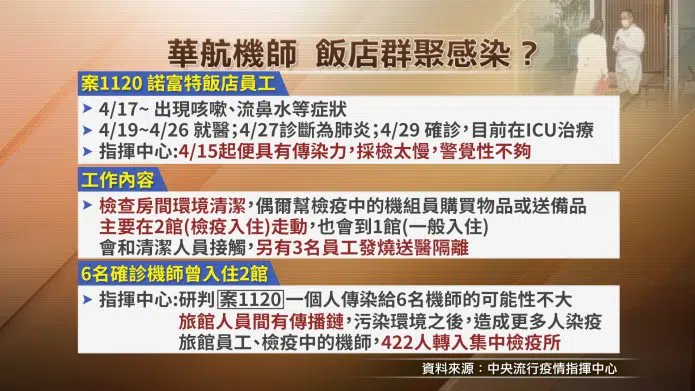 華航機師 飯店群聚感染？
案1120 諾富特飯店員工
4/17~ 出現咳嗽、流鼻水等症狀
4/19~4/26 就醫；4/27診斷為肺炎；4/29 確診，目前在ICU治療
指揮中心：4/15起便具有傳染力，採檢太慢，警覺性不夠
工作內容
檢查房間環境清潔，偶爾幫檢疫中的機組員購買物品或送備品
主要在2館(檢疫入住)走動，也會到1館(一般入住)
會和清潔人員接觸，另有3名員工發燒送醫隔離
6名確診機師曾入住2館
指揮中心：研判案1120一個人傳染給6名機師的可能性不大
旅館人員間有傳播鏈，污染環境之後，造成更多人染疫
旅館員工、檢疫中的機師，422人轉入集中檢疫所
資料來源：中央流行疫情指揮中心